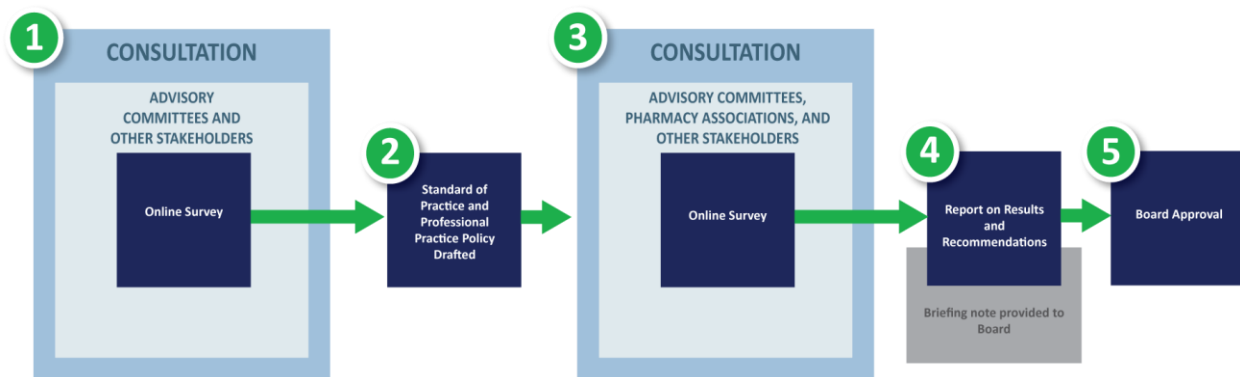 1
CONSULTATION
ADVISORY
COMMITTEES AND
OTHER STAKEHOLDERS
Online Survey
2
Standard of
Practice and
Professional
Practice Policy
Drafted
3
CONSULTATION
ADVISORY COMMITTEES,
PHARMACY ASSOCIATIONS, AND
OTHER STAKEHOLDERS
Online Survey
4
Report on Results
and
Recommendations
Briefing note provided to
Board
5
Board Approval